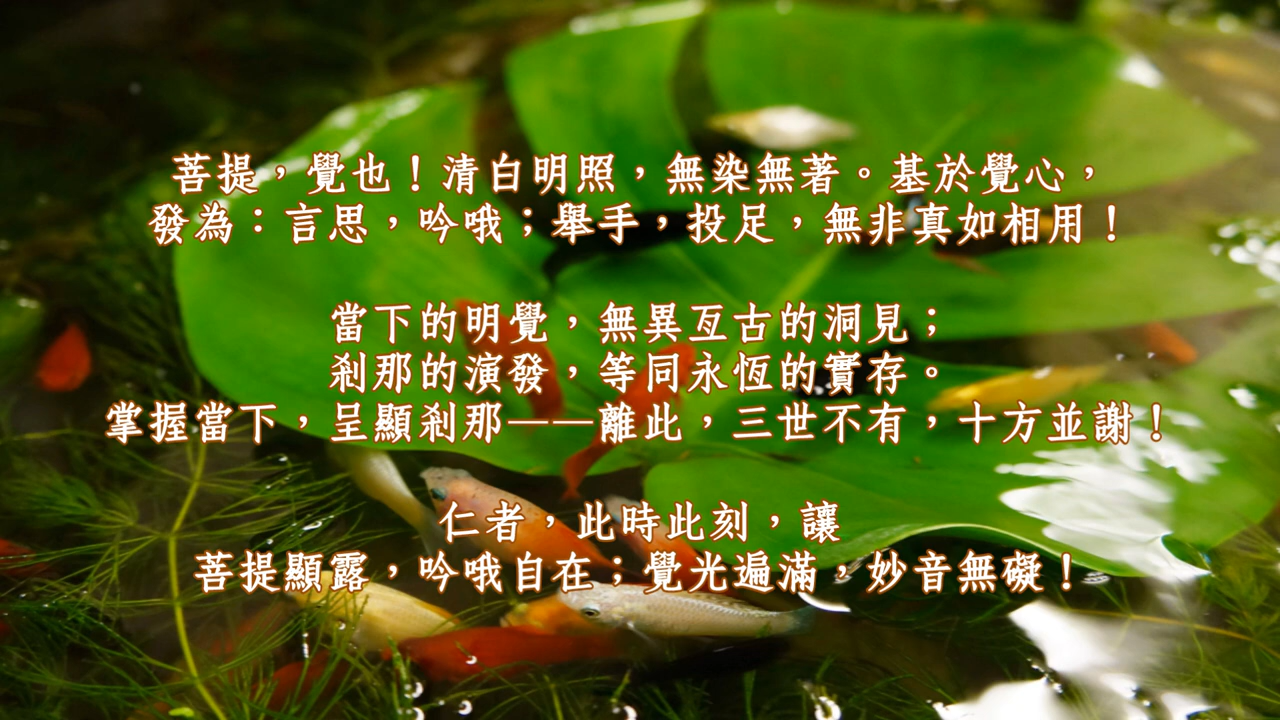 菩提，覺也！清白明照，無染無著。基於覺心，
發為：言思，吟哦；舉手，投足，無非真如相用！
當下的明覺，無異亙古的洞見；
剎那的演發，等同永恆的實存。
掌握當下，呈顯剎那——離此，三世不有，十方並謝！
仁者，此時此刻，讓
菩提顯露，吟哦自在；覺光遍滿，妙音無礙！